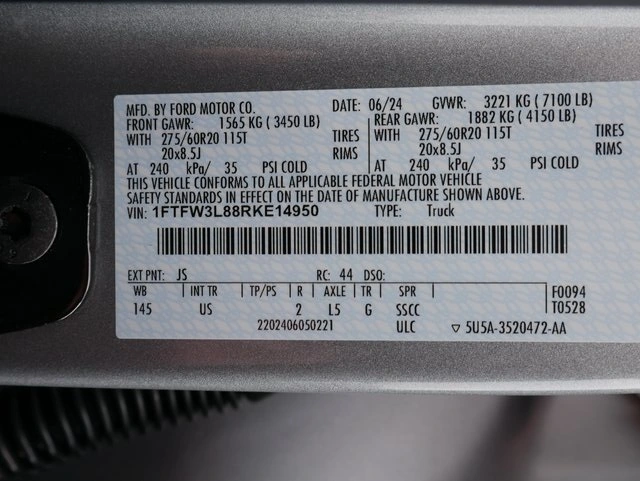 MFD. BY FORD MOTOR CO. DATE: 06/24 GVWR: 3221 KG ( 7100 LB)
FRONT GAWR: 1565 KG ( 3450 LB) REAR GAWR: 1882 KG ( 4150 LB)
WITH 275/60R20 115T TIRES WITH 275/60R20 115T TIRES
20x8.5J RIMS 20x8.5J RIMS
AT 240 kPa/ 35 PSI COLD AT 240 kPa/ 35 PSI COLD
THIS VEHICLE CONFORMS TO ALL APPLICABLE FEDERAL MOTOR VEHICLE
SAFETY STANDARDS IN EFFECT ON THE DATE OF MANUFACTURE SHOWN ABOVE.
VIN: 1FTFW3L88RKE14950 TYPE: Truck
EXT PNT: JS RC: 44 DSO:
WB INT TR TP/PS R AXLE TR SPR F0094
145 US 2 L5 G SSCC T0528
2202406050221 ULC ▽ 5U5A-3520472-AA